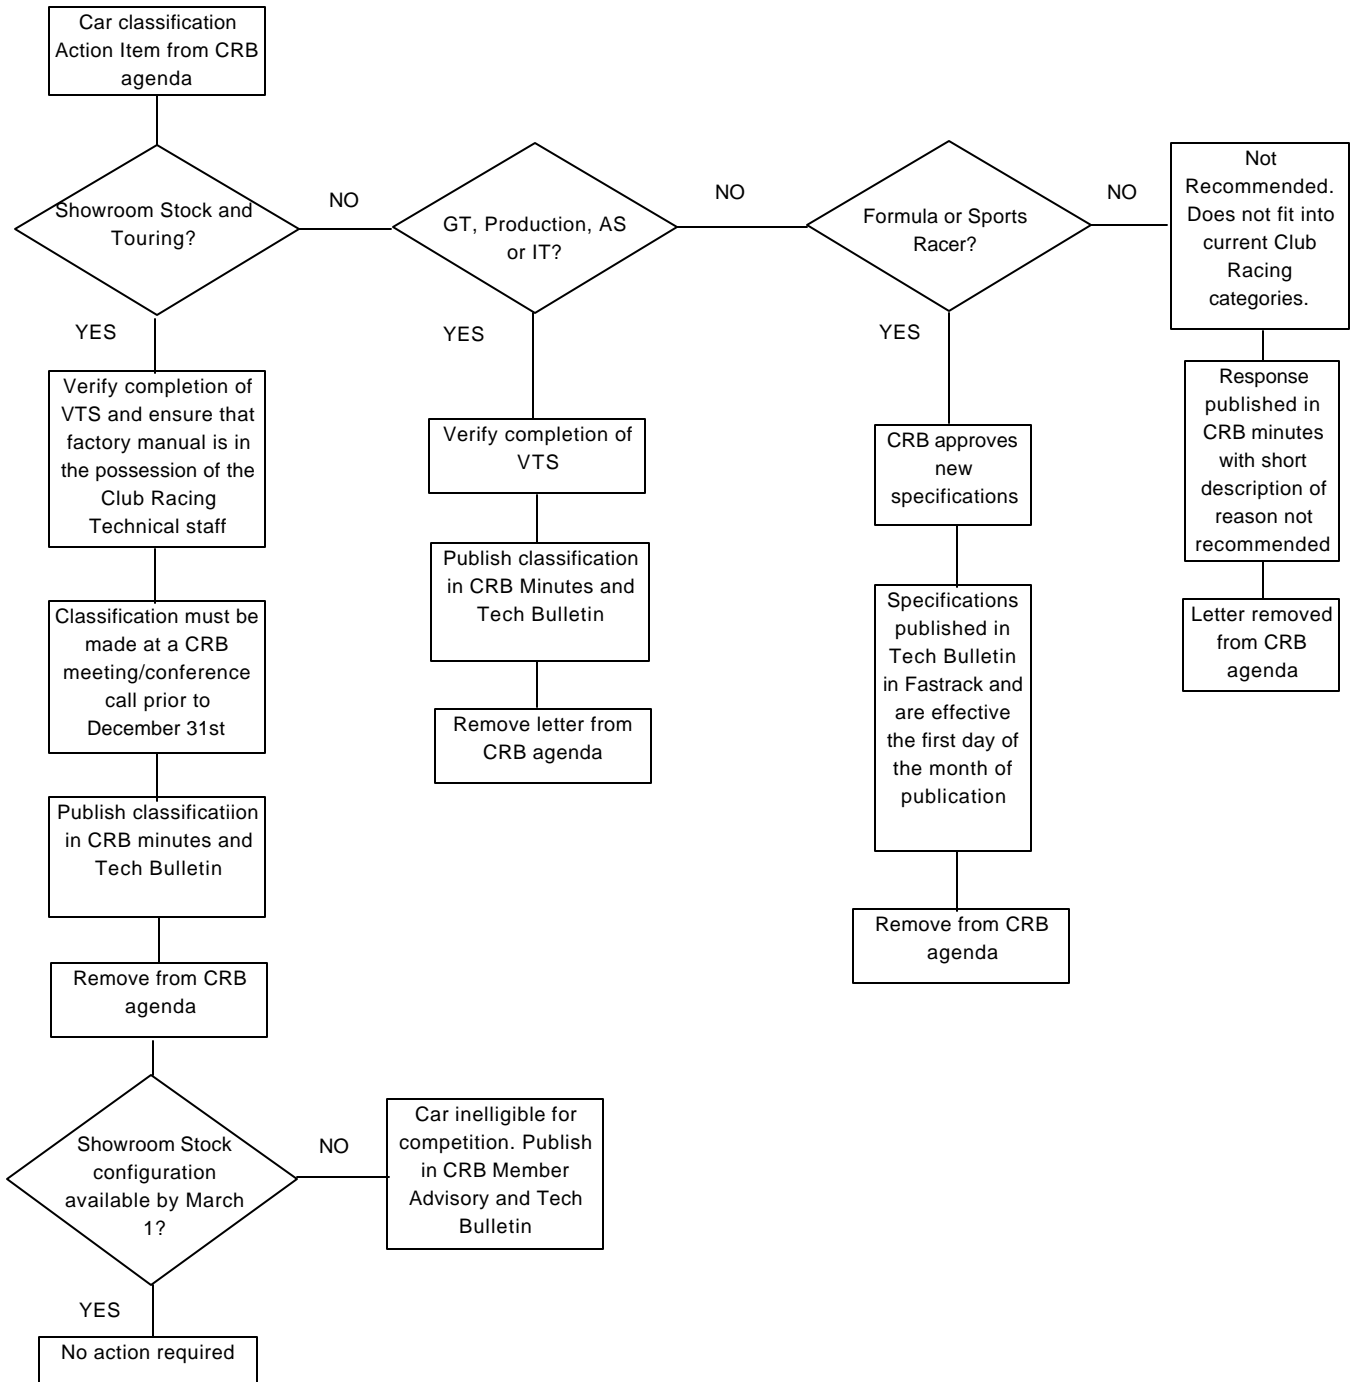 Car classification
Action Item from CRB
agenda
Showroom Stock and
Touring?
NO
GT, Production, AS
or IT?
NO
Formula or Sports
Racer?
NO
Not
Recommended.
Does not fit into
current Club
Racing
categories.
YES
YES
YES
Verify completion of
VTS and ensure that
factory manual is in
the possession of the
Club Racing
Technical staff
Classification must be
made at a CRB
meeting/conference
call prior to
December 31st
Publish classificatiion
in CRB minutes and
Tech Bulletin
Remove from CRB
agenda
Showroom Stock
configuration
available by March
1?
NO
Car inelligible for
competition. Publish
in CRB Member
Advisory and Tech
Bulletin
YES
No action required
Verify completion of
VTS
Publish classification
in CRB Minutes and
Tech Bulletin
Remove letter from
CRB agenda
CRB approves
new
specifications
Specifications
published in
Tech Bulletin
in Fastrack and
are effective
the first day of
the month of
publication
Remove from CRB
agenda
Response
published in
CRB minutes
with short
description of
reason not
recommended
Letter removed
from CRB
agenda